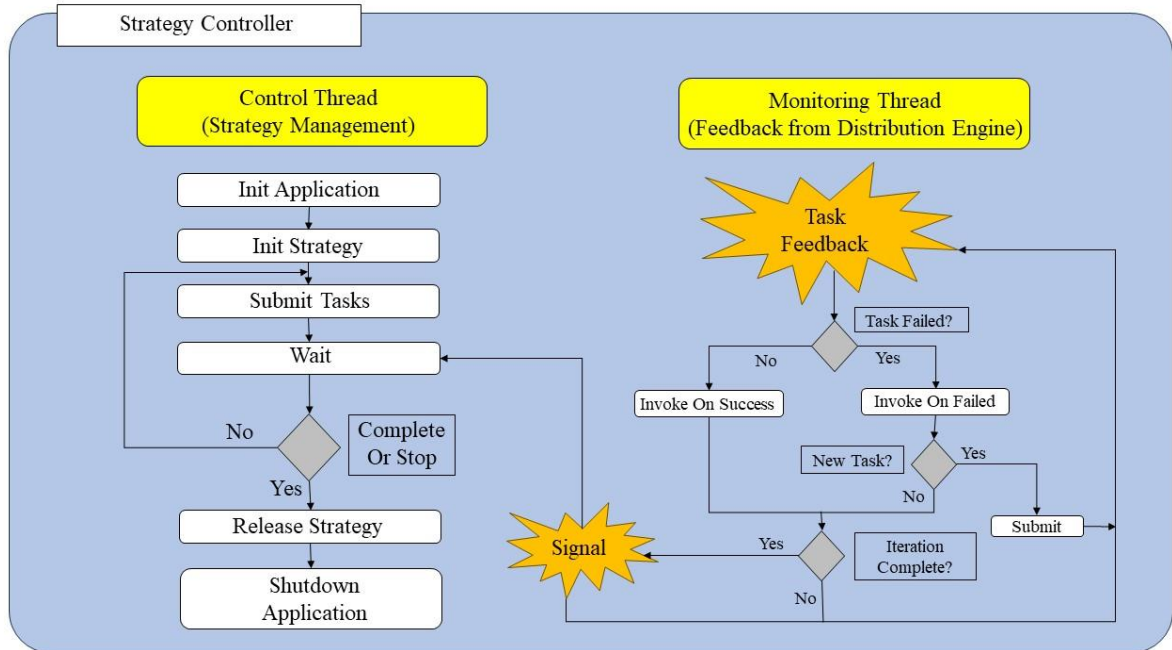 Strategy Controller
Control Thread
(Strategy Management)
Init Application
Init Strategy
Submit Tasks
Wait
No
Complete
Or Stop
Yes
Release Strategy
Shutdown
Application
Monitoring Thread
(Feedback from Distribution Engine)
Task
Feedback
Task Failed?
No
Yes
Invoke On Success
Invoke On Failed
New Task?
Yes
No
Submit
Signal
Yes
Iteration
Complete?
No